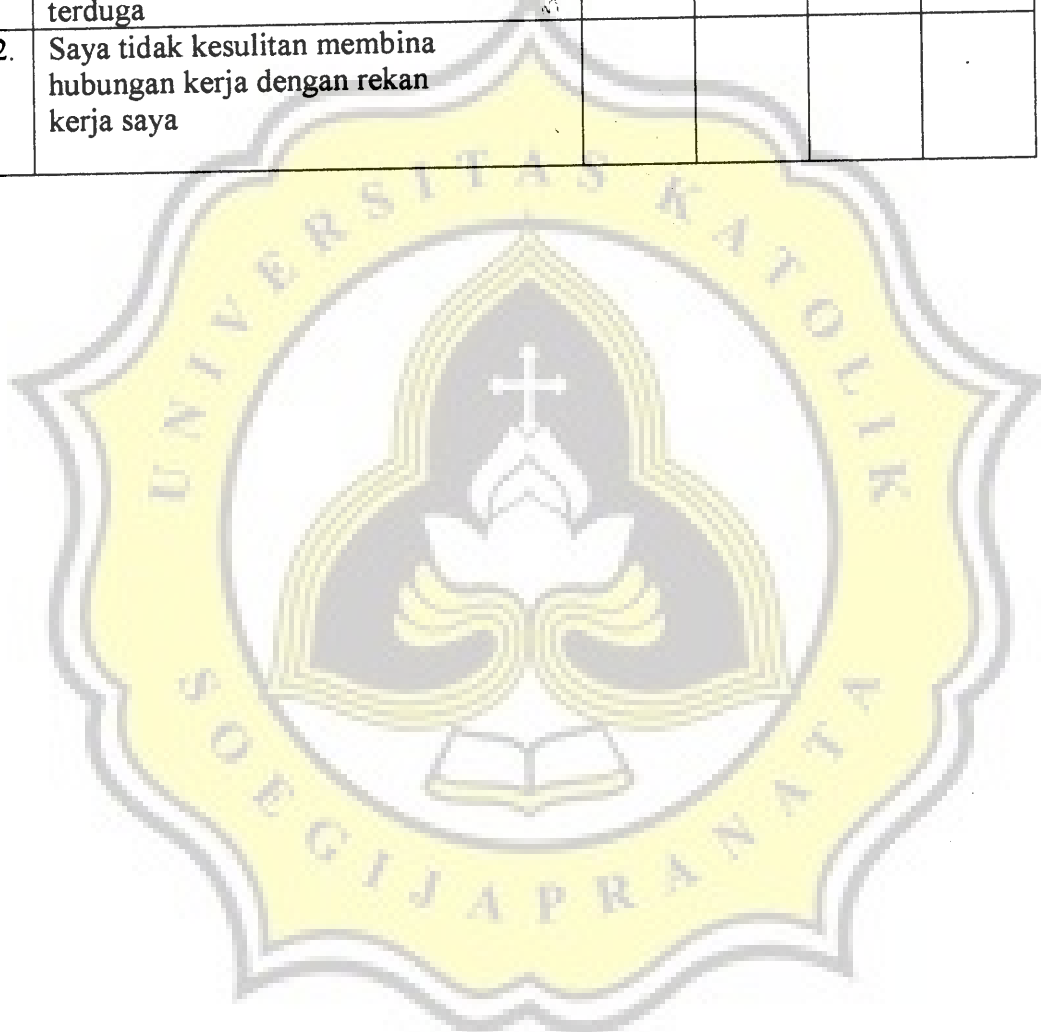 terduga
2.
Saya tidak kesulitan membina
hubungan kerja dengan rekan
kerja saya
UNIVERSITAS KATOLIK
SOEGIJAPRANATA